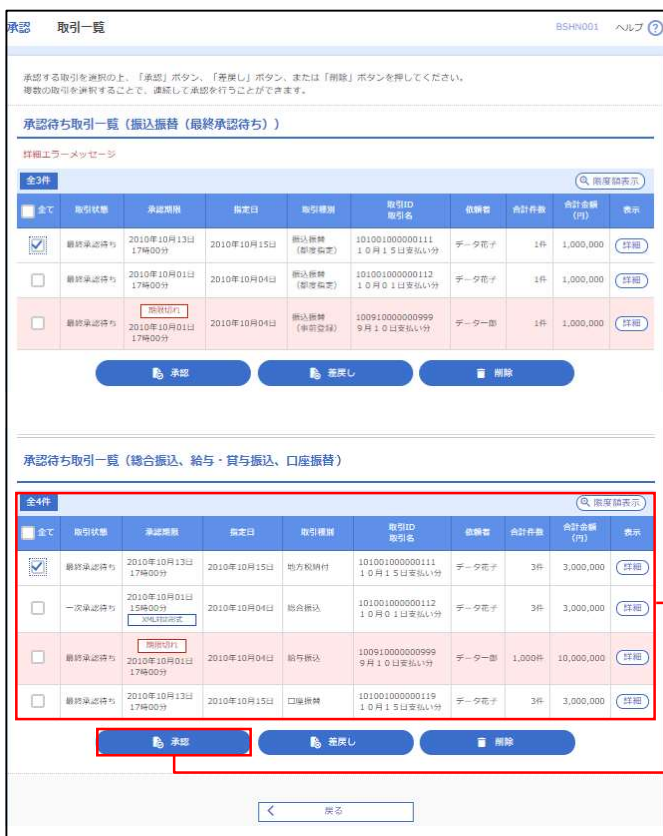 承認 取引一覧 BSHN001 ヘルプ ?
承認する取引を選択の上、「承認」ボタン、「差戻し」ボタン、または「削除」ボタンを押してください。
複数の取引を選択することで、連続して承認を行うことができます。
承認待ち取引一覧（振込振替（最終承認待ち））
詳細エラーメッセージ
全3件 限度額表示
全て 取引状態 承認期限 指定日 取引種別 取引ID 取引名 依頼者 合計件数 合計金額(円) 表示
最終承認待ち 2010年10月13日 17時00分 2010年10月15日 振込振替（都度指定） 101001000000111 １０月１５日支払い分 データ花子 1件 1,000,000 詳細
最終承認待ち 2010年10月01日 17時00分 2010年10月04日 振込振替（都度指定） 101001000000112 １０月０１日支払い分 データ花子 1件 1,000,000 詳細
最終承認待ち 期限切れ 2010年10月01日 17時00分 2010年10月04日 振込振替（事前登録） 100910000000999 ９月１０日支払い分 データ一郎 1件 1,000,000 詳細
承認 差戻し 削除
承認待ち取引一覧（総合振込、給与・賞与振込、口座振替）
全4件 限度額表示
全て 取引状態 承認期限 指定日 取引種別 取引ID 取引名 依頼者 合計件数 合計金額(円) 表示
最終承認待ち 2010年10月13日 17時00分 2010年10月15日 地方税納付 101001000000111 １０月１５日支払い分 データ花子 3件 3,000,000 詳細
一次承認待ち 2010年10月01日 15時00分 XML対応形式 2010年10月04日 総合振込 101001000000112 １０月０１日支払い分 データ花子 3件 3,000,000 詳細
最終承認待ち 期限切れ 2010年10月01日 17時00分 2010年10月04日 給与振込 100910000000999 ９月１０日支払い分 データ一郎 1,000件 10,000,000 詳細
最終承認待ち 2010年10月13日 17時00分 2010年10月15日 口座振替 101001000000119 １０月１５日支払い分 データ花子 3件 3,000,000 詳細
承認 差戻し 削除
戻る